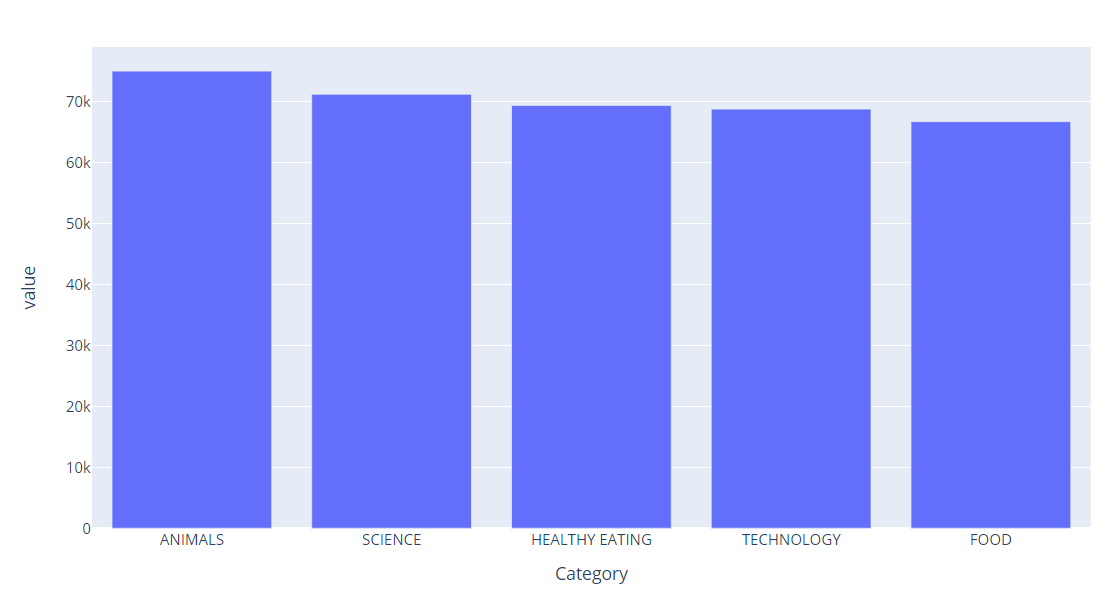 70k
60k
50k
40k
30k
20k
10k
0
value
ANIMALS SCIENCE HEALTHY EATING TECHNOLOGY FOOD
Category